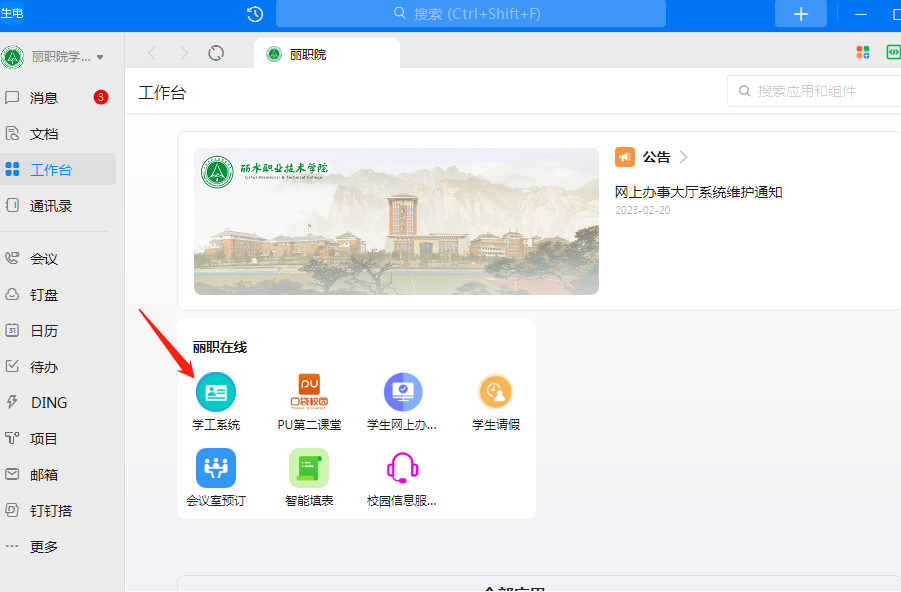 生电
搜索 (Ctrl+Shift+F)
丽职院学...
丽职院
消息
3
文档
工作台
通讯录
会议
钉盘
31
日历
待办
DING
项目
邮箱
钉钉搭
更多
工作台
搜索应用和组件
丽水职业技术学院
公告
网上办事大厅系统维护通知
2023-02-20
丽职在线
学工系统
PU
口袋校园
PU第二课堂
学生网上办...
学生请假
会议室预订
智能填表
校园信息服...
全部应用